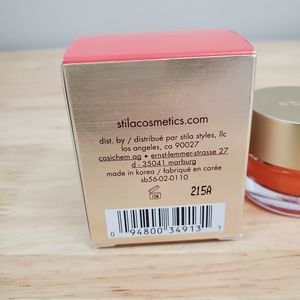 stilacosmetics.com
dist. by / distribué par stila styles, llc
los angeles, ca 90027
cosichem ag • ernst-lemmer-strasse 27
d - 35041 marburg
made in korea / fabriqué en corée
sb56-02-0110
12M
215A
0 94800 34913 1